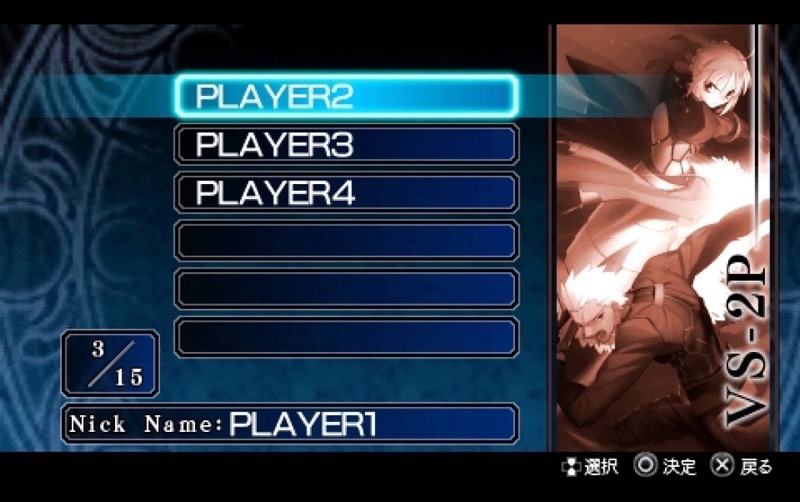 PLAYER2
PLAYER3
PLAYER4
3/15
Nick Name:PLAYER1
VS-2P
選択 決定 戻る